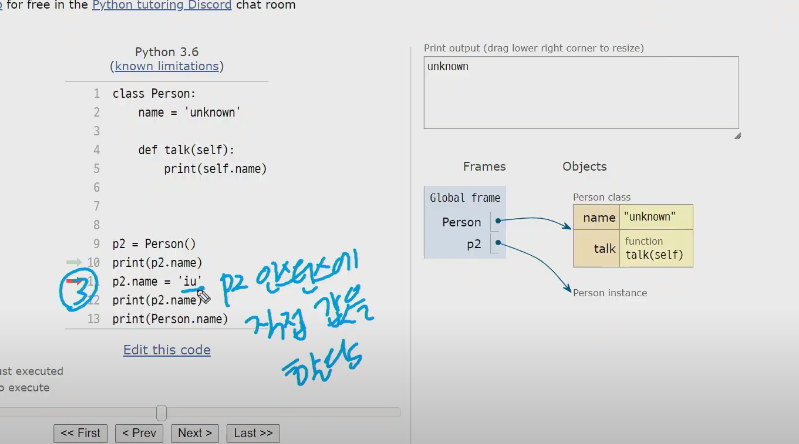 for free in the Python tutoring Discord chat room
Python 3.6
(known limitations)
1 class Person:
2 name = 'unknown'
3
4 def talk(self):
5 print(self.name)
6
7
8
9 p2 = Person()
10 print(p2.name)
11 p2.name = 'iu'
12 print(p2.name)
13 print(Person.name)
③
p2 인스턴스에
직접 값을
할당
Edit this code
ust executed
o execute
<< First
< Prev
Next >
Last >>
Print output (drag lower right corner to resize)
unknown
Frames
Objects
Global frame
Person
p2
Person class
name "unknown"
talk function
talk(self)
Person instance